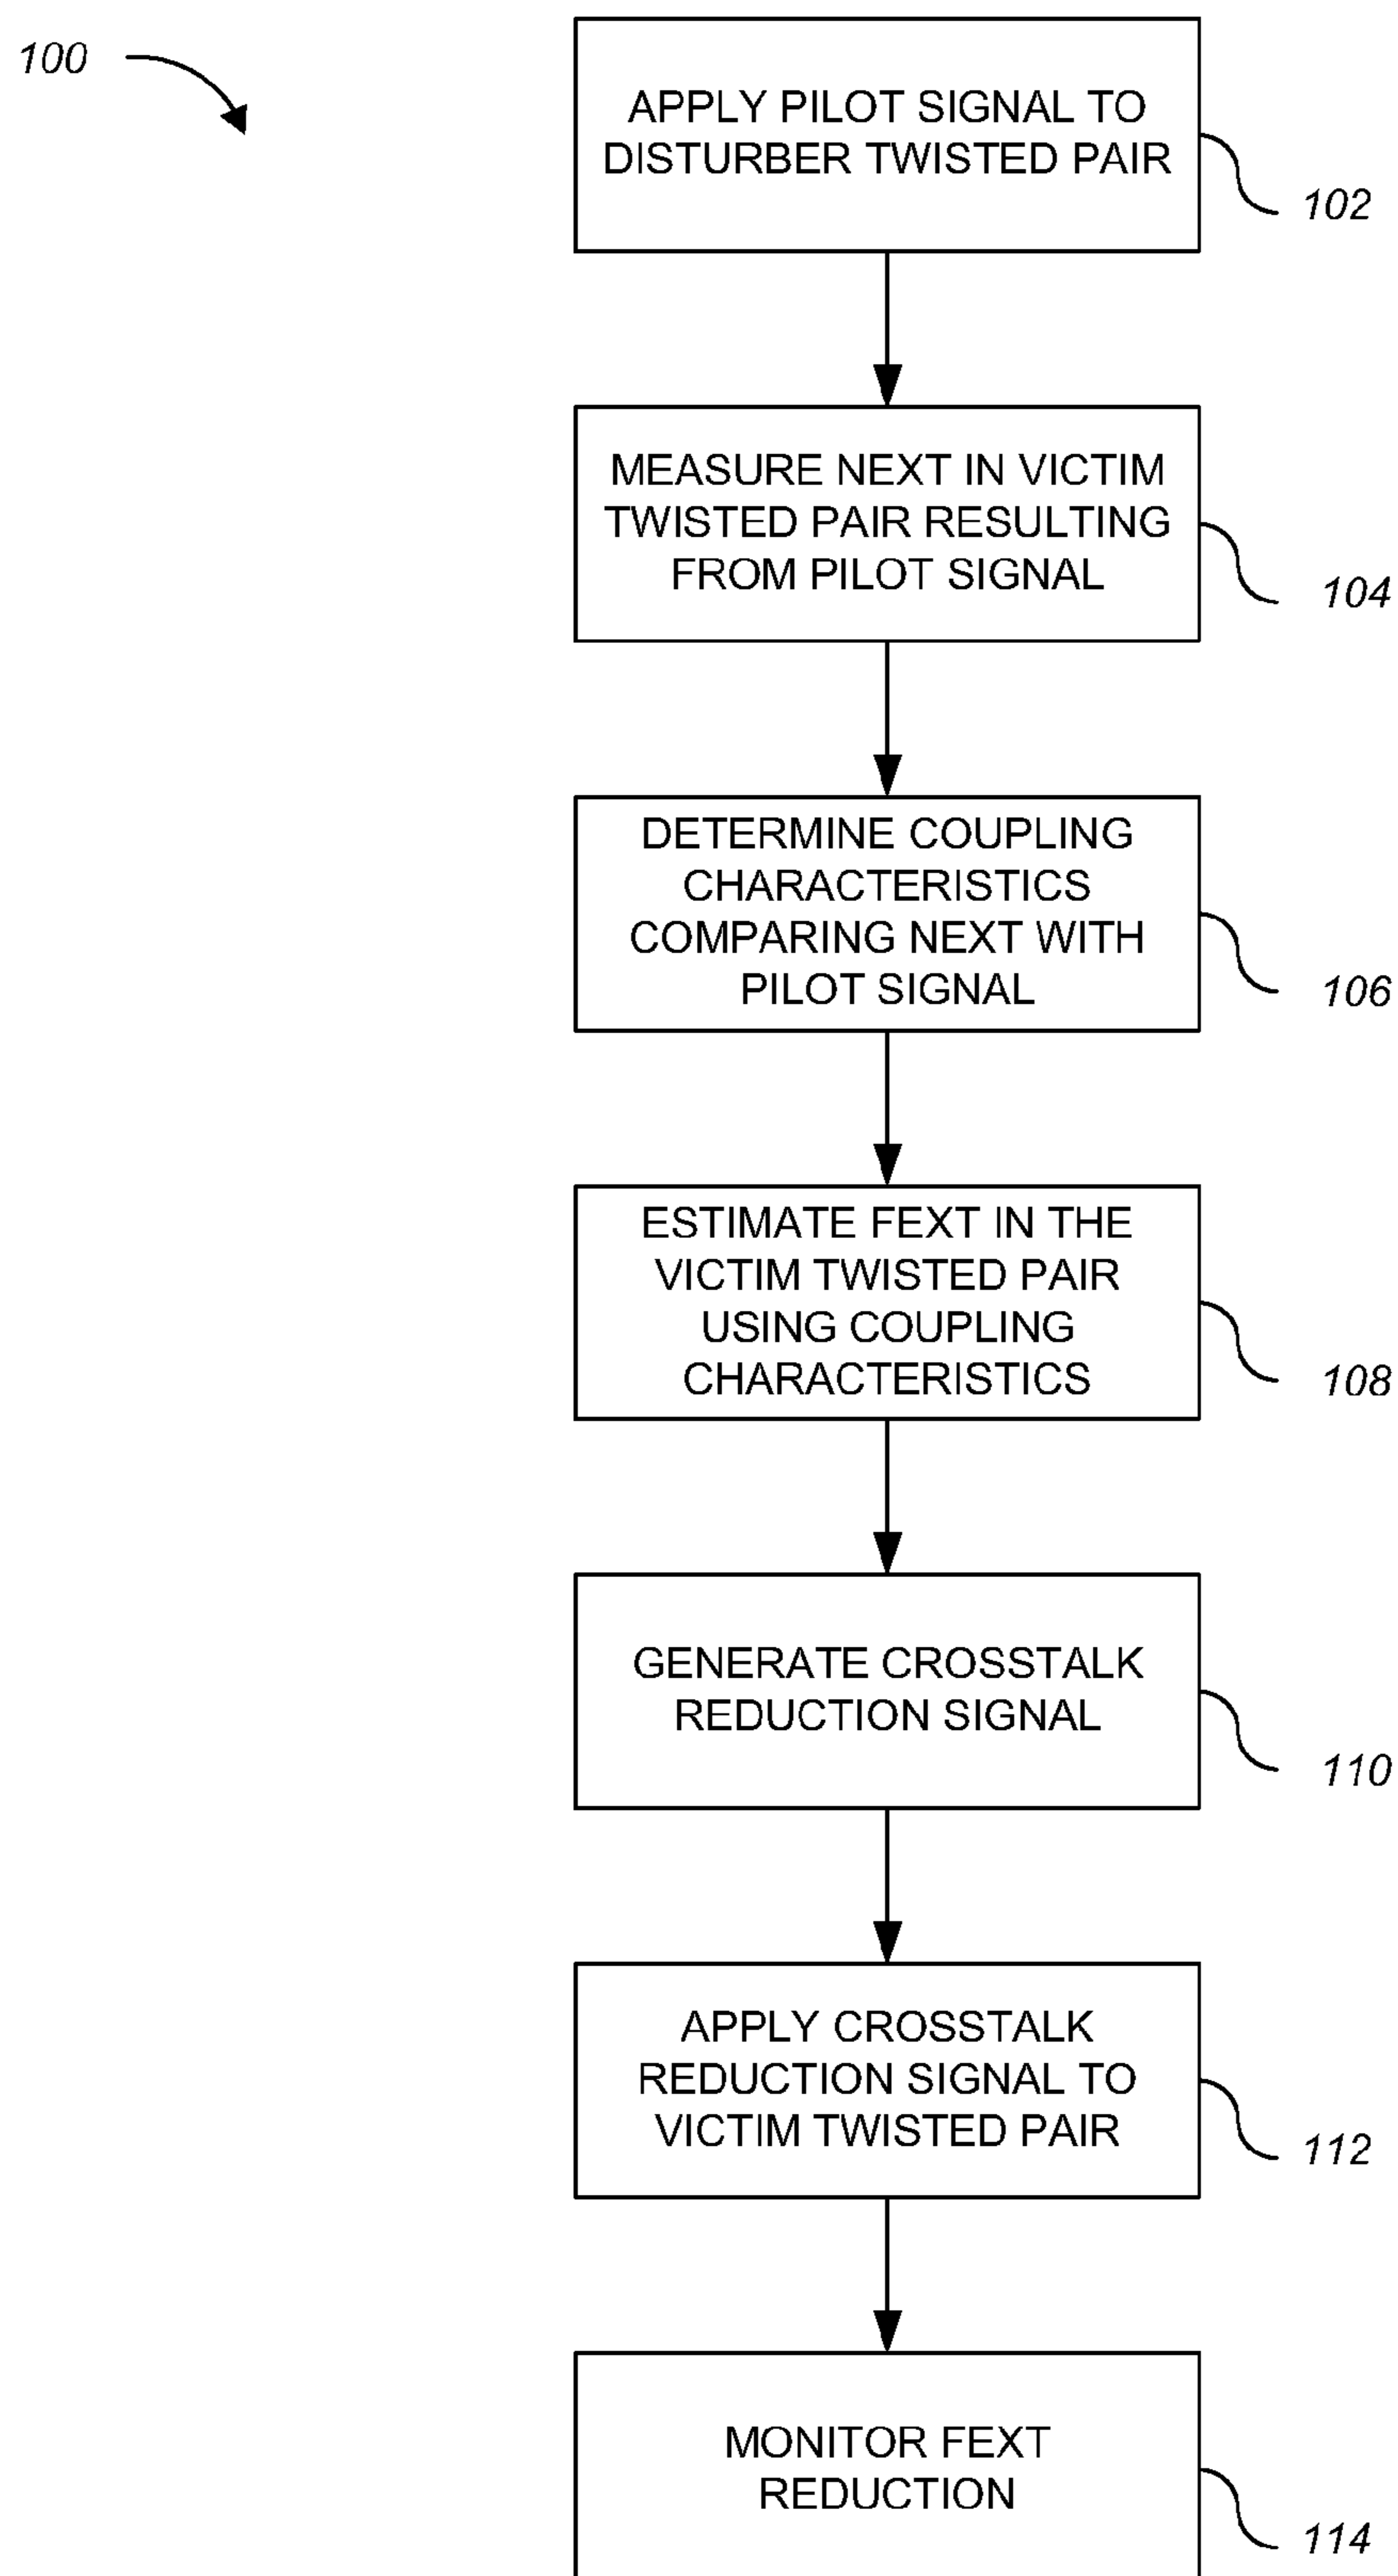 100
APPLY PILOT SIGNAL TO
DISTURBER TWISTED PAIR
102
MEASURE NEXT IN VICTIM
TWISTED PAIR RESULTING
FROM PILOT SIGNAL
104
DETERMINE COUPLING
CHARACTERISTICS
COMPARING NEXT WITH
PILOT SIGNAL
106
ESTIMATE FEXT IN THE
VICTIM TWISTED PAIR
USING COUPLING
CHARACTERISTICS
108
GENERATE CROSSTALK
REDUCTION SIGNAL
110
APPLY CROSSTALK
REDUCTION SIGNAL TO
VICTIM TWISTED PAIR
112
MONITOR FEXT
REDUCTION
114